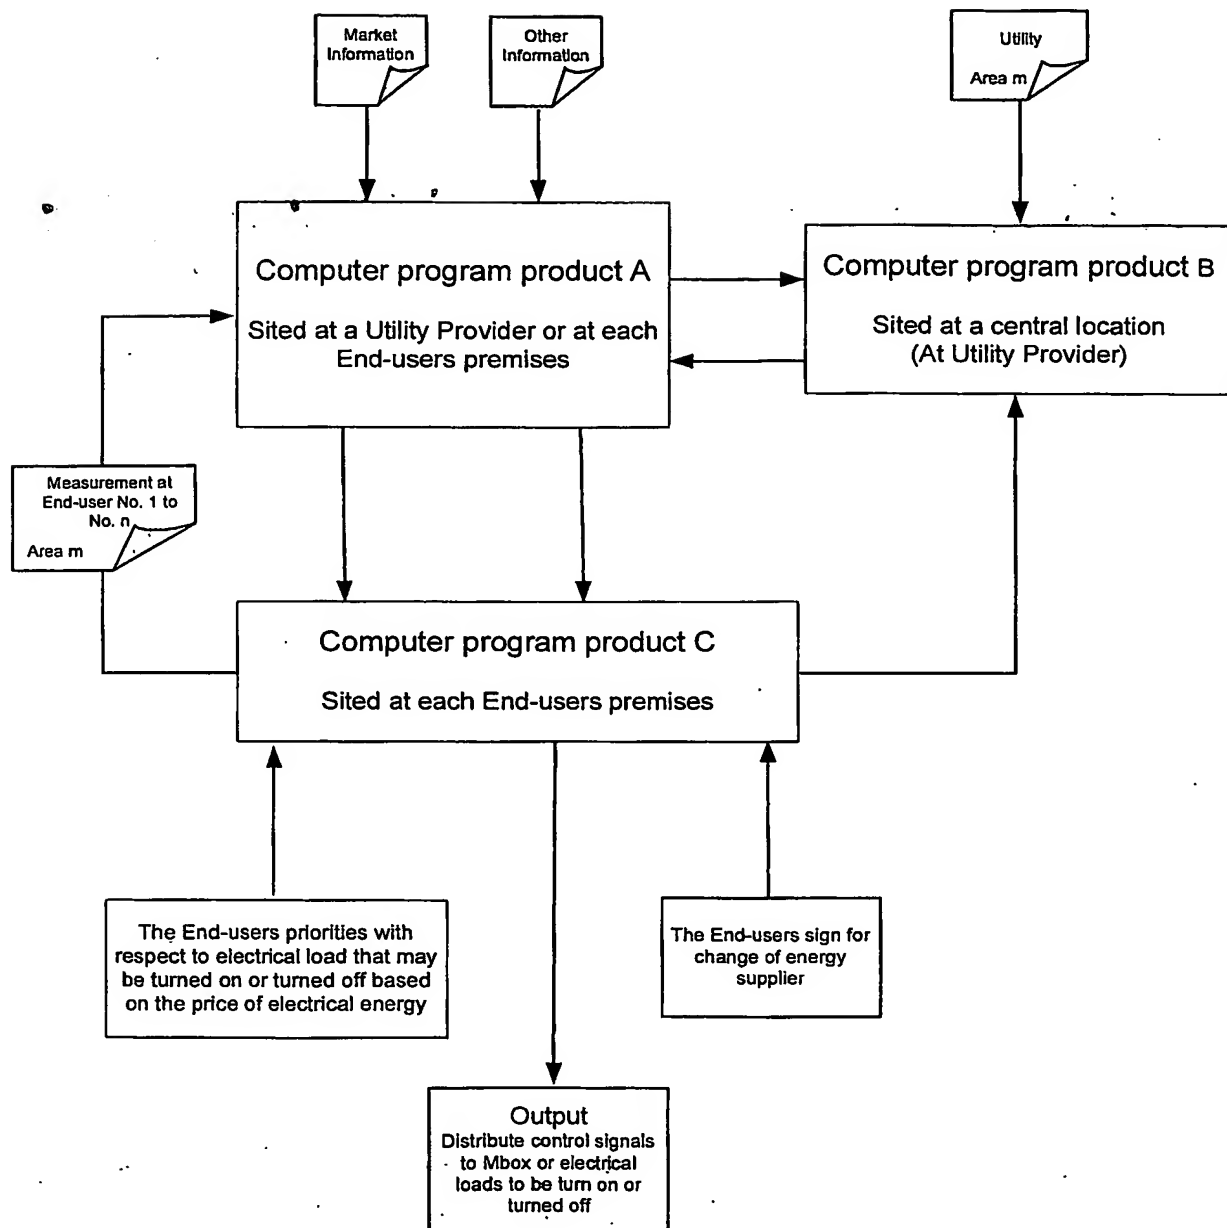 Market
Information
Other
Information
Utility
Area m
Computer program product A
Sited at a Utility Provider or at each
End-users premises
Computer program product B
Sited at a central location
(At Utility Provider)
Measurement at
End-user No. 1 to
No. n
Area m
Computer program product C
Sited at each End-users premises
The End-users priorities with
respect to electrical load that may
be turned on or turned off based
on the price of electrical energy
The End-users sign for
change of energy
supplier
Output
Distribute control signals
to Mbox or electrical
loads to be turn on or
turned off